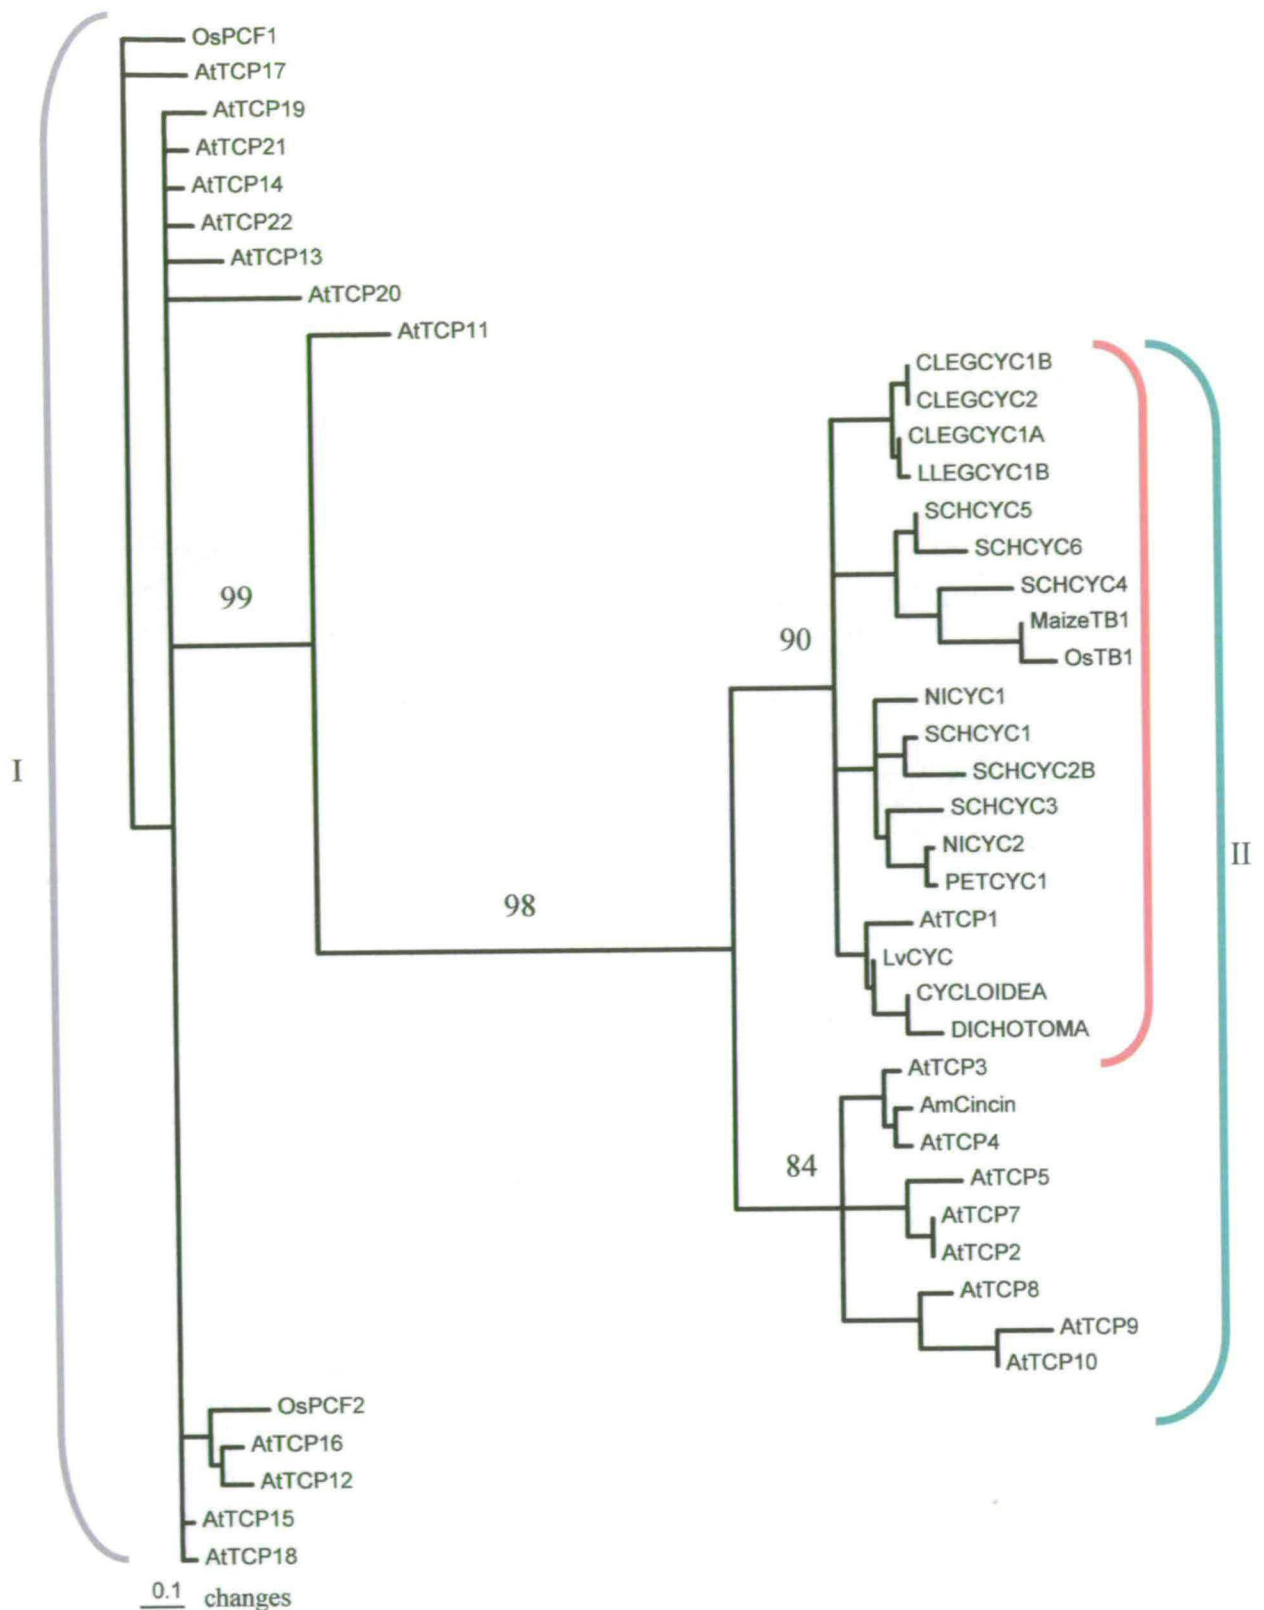 OsPCF1
AtTCP17
AtTCP19
AtTCP21
AtTCP14
AtTCP22
AtTCP13
AtTCP20
AtTCP11
CLEGCYC1B
CLEGCYC2
CLEGCYC1A
LLEGCYC1B
SCHCYC5
SCHCYC6
99
SCHCYC4
MaizeTB1
90
OsTB1
NICYC1
SCHCYC1
I
SCHCYC2B
SCHCYC3
NICYC2
II
PETCYC1
98
AtTCP1
LvCYC
CYCLOIDEA
DICHOTOMA
AtTCP3
AmCincin
AtTCP4
84
AtTCP5
AtTCP7
AtTCP2
AtTCP8
AtTCP9
AtTCP10
OsPCF2
AtTCP16
AtTCP12
AtTCP15
AtTCP18
0.1 changes